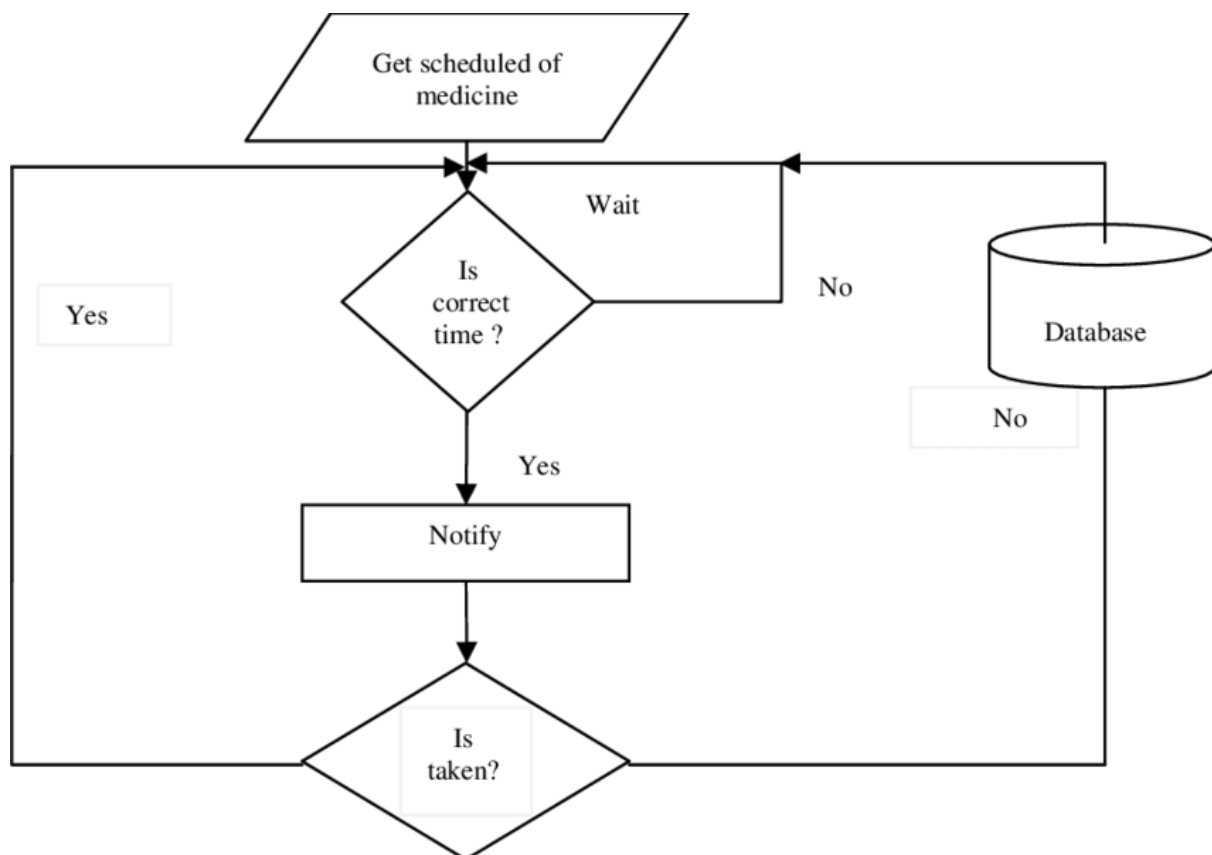 Get scheduled of
medicine
Wait
Is
correct
time ?
No
Yes
Database
No
Yes
Notify
Is
taken?